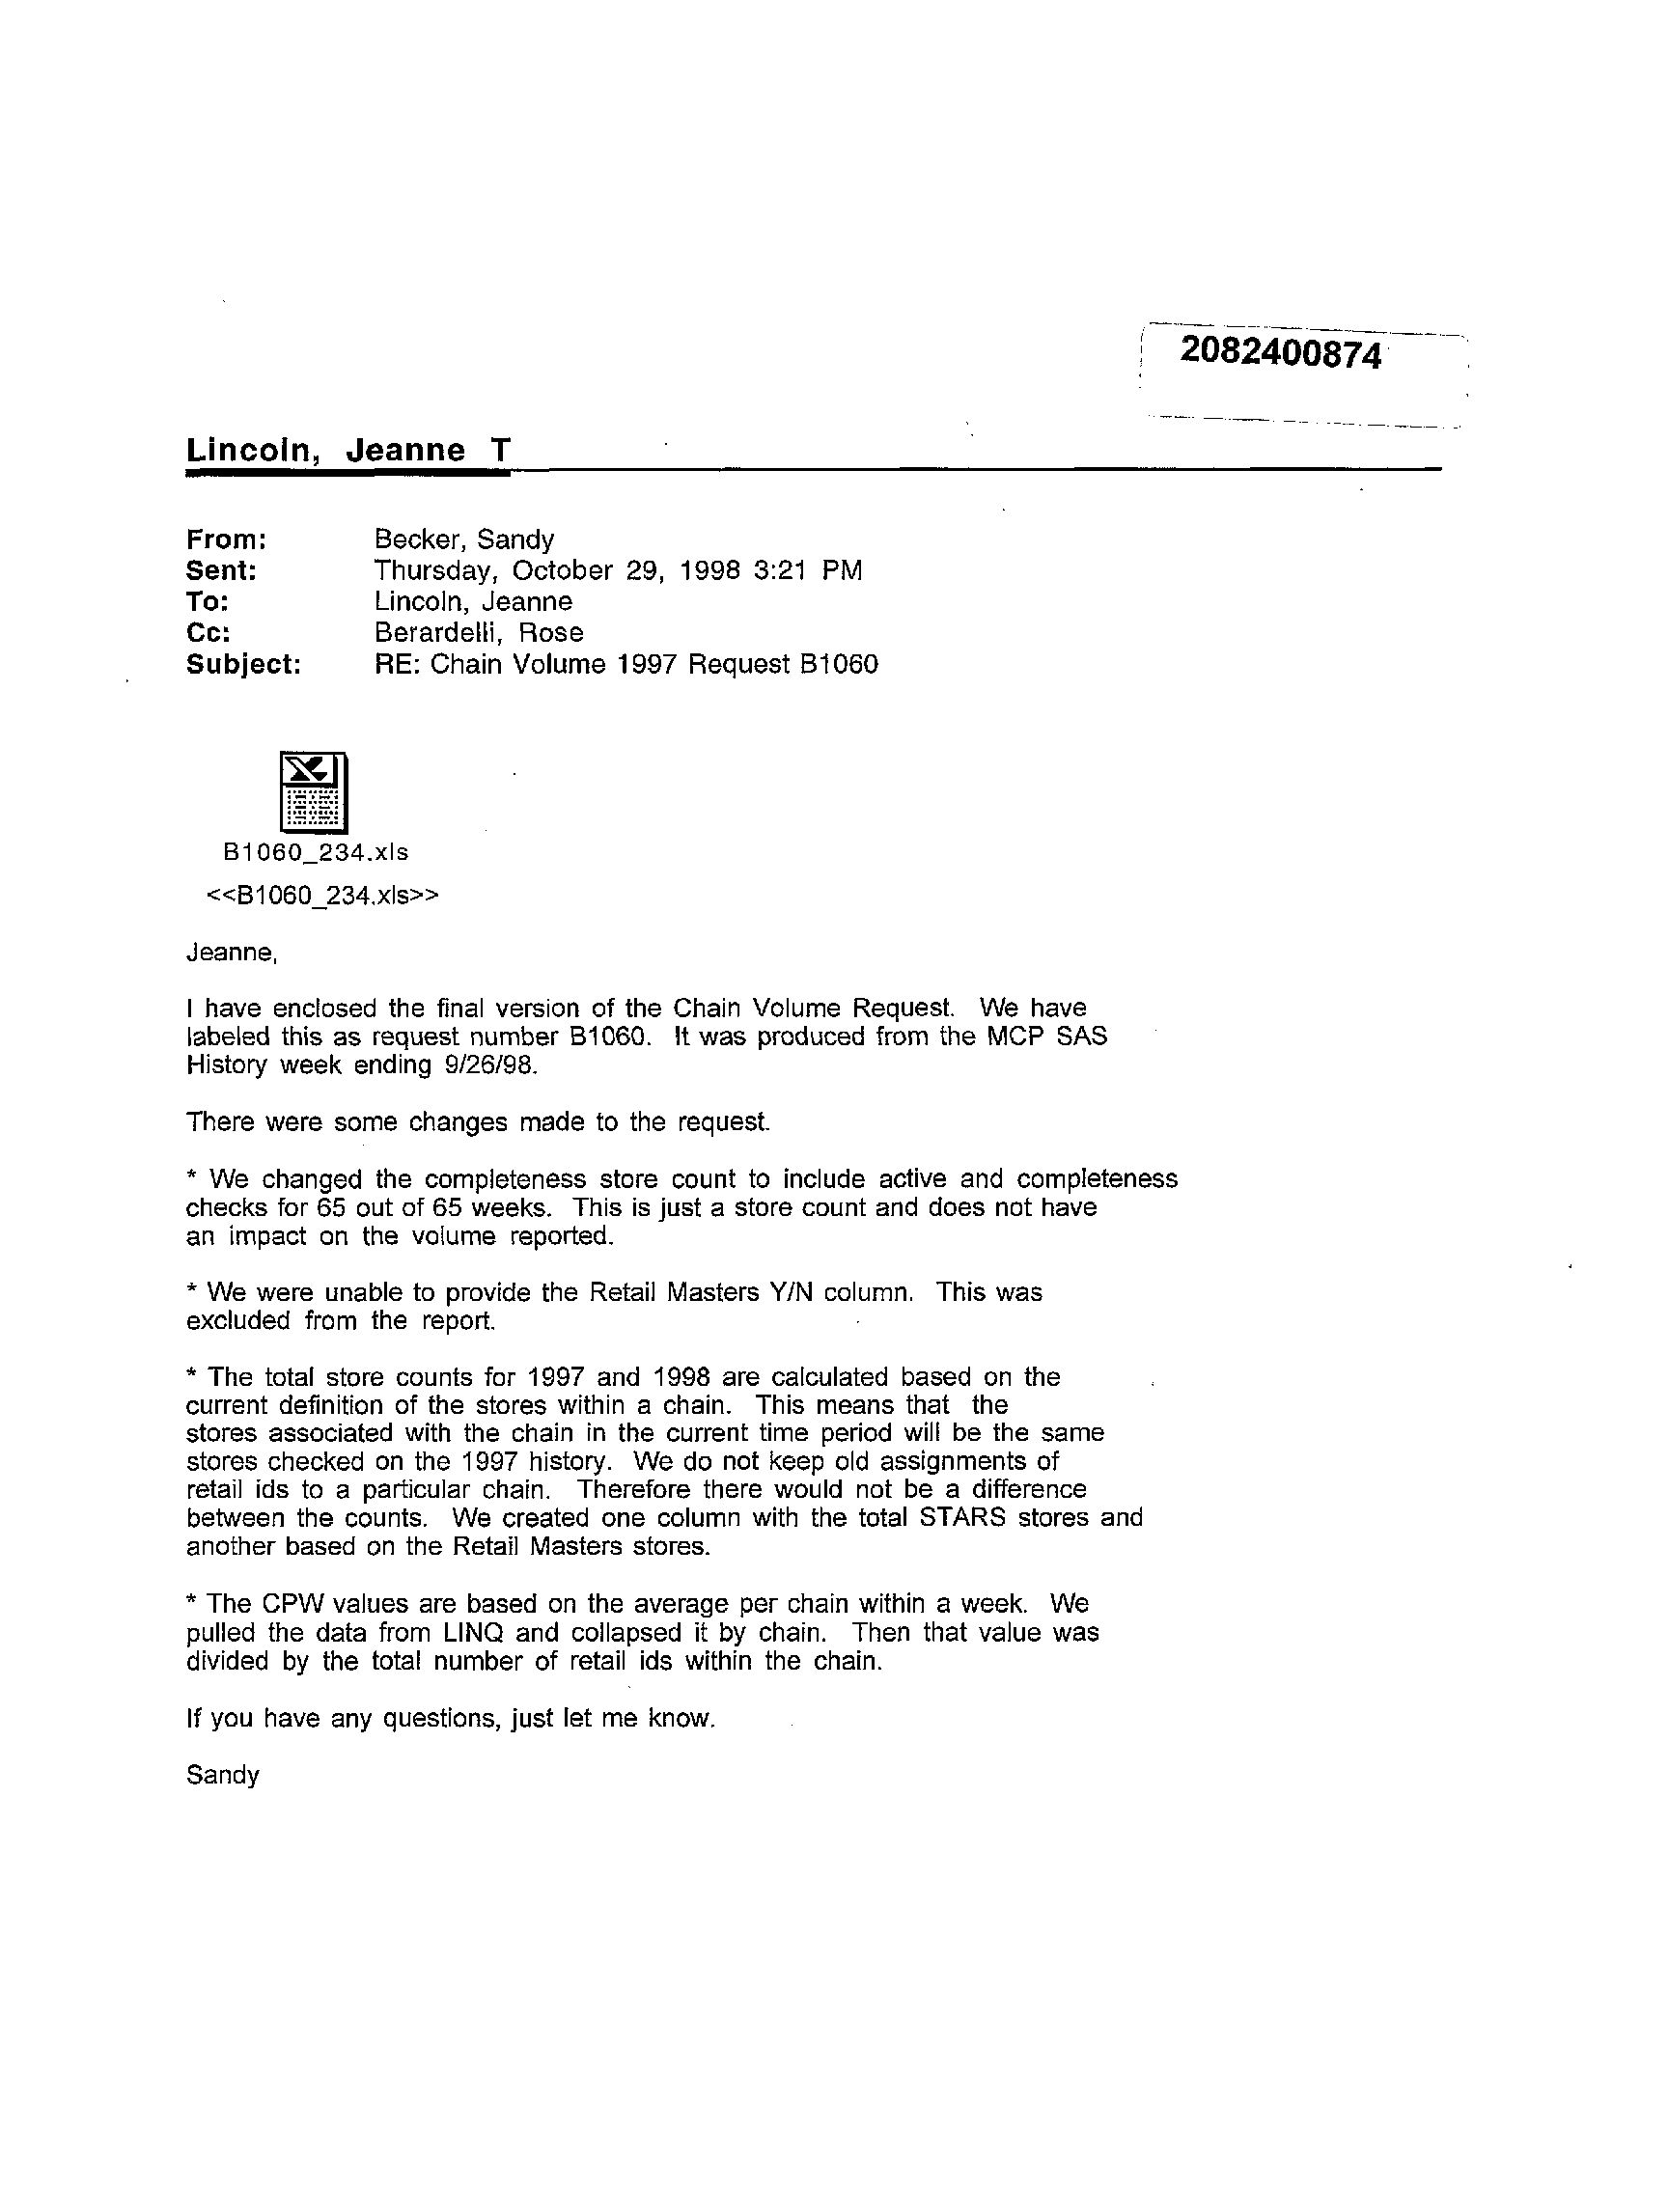 2082400874
Lincoln, Jeanne T
From: Becker, Sandy
Sent: Thursday, October 29, 1998 3:21 PM
To: Lincoln, Jeanne
Cc: Berardelli, Rose
Subject: RE: Chain Volume 1997 Request B1060
B1060_234.xls
<<B1060_234.xls>>
Jeanne,
I have enclosed the final version of the Chain Volume Request. We have
labeled this as request number B1060. It was produced from the MCP SAS
History week ending 9/26/98.
There were some changes made to the request.
* We changed the completeness store count to include active and completeness
checks for 65 out of 65 weeks. This is just a store count and does not have
an impact on the volume reported.
* We were unable to provide the Retail Masters Y/N column. This was
excluded from the report.
* The total store counts for 1997 and 1998 are calculated based on the
current definition of the stores within a chain. This means that the
stores associated with the chain in the current time period will be the same
stores checked on the 1997 history. We do not keep old assignments of
retail ids to a particular chain. Therefore there would not be a difference
between the counts. We created one column with the total STARS stores and
another based on the Retail Masters stores.
* The CPW values are based on the average per chain within a week. We
pulled the data from LINQ and collapsed it by chain. Then that value was
divided by the total number of retail ids within the chain.
If you have any questions, just let me know.
Sandy